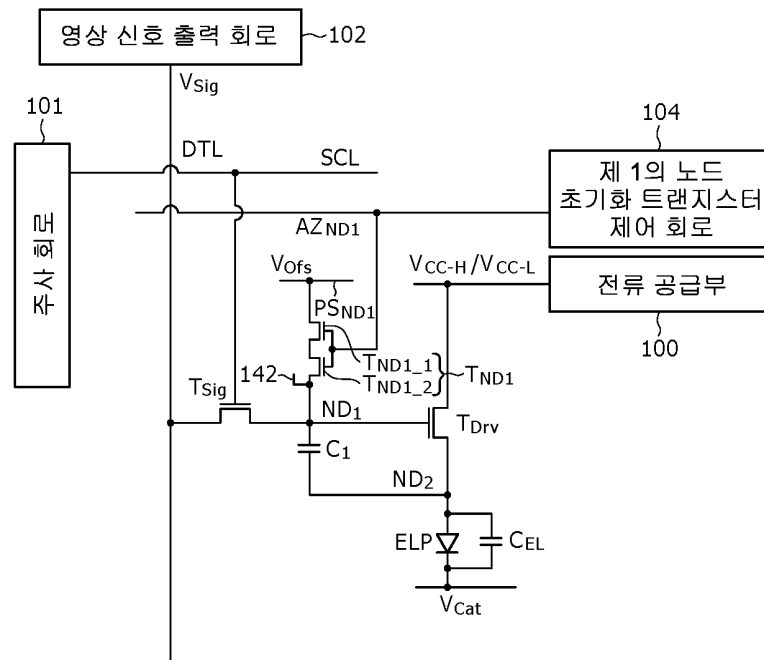 영상 신호 출력 회로
102
VSig
101
주사 회로
DTL
SCL
104
제 1의 노드
초기화 트랜지스터
제어 회로
AZND1
VOfs
VCC-H/VCC-L
전류 공급부
100
PSND1
TND1_1
TND1_2
TND1
142
TSig
ND1
TDrv
C1
ND2
ELP
CEL
VCat